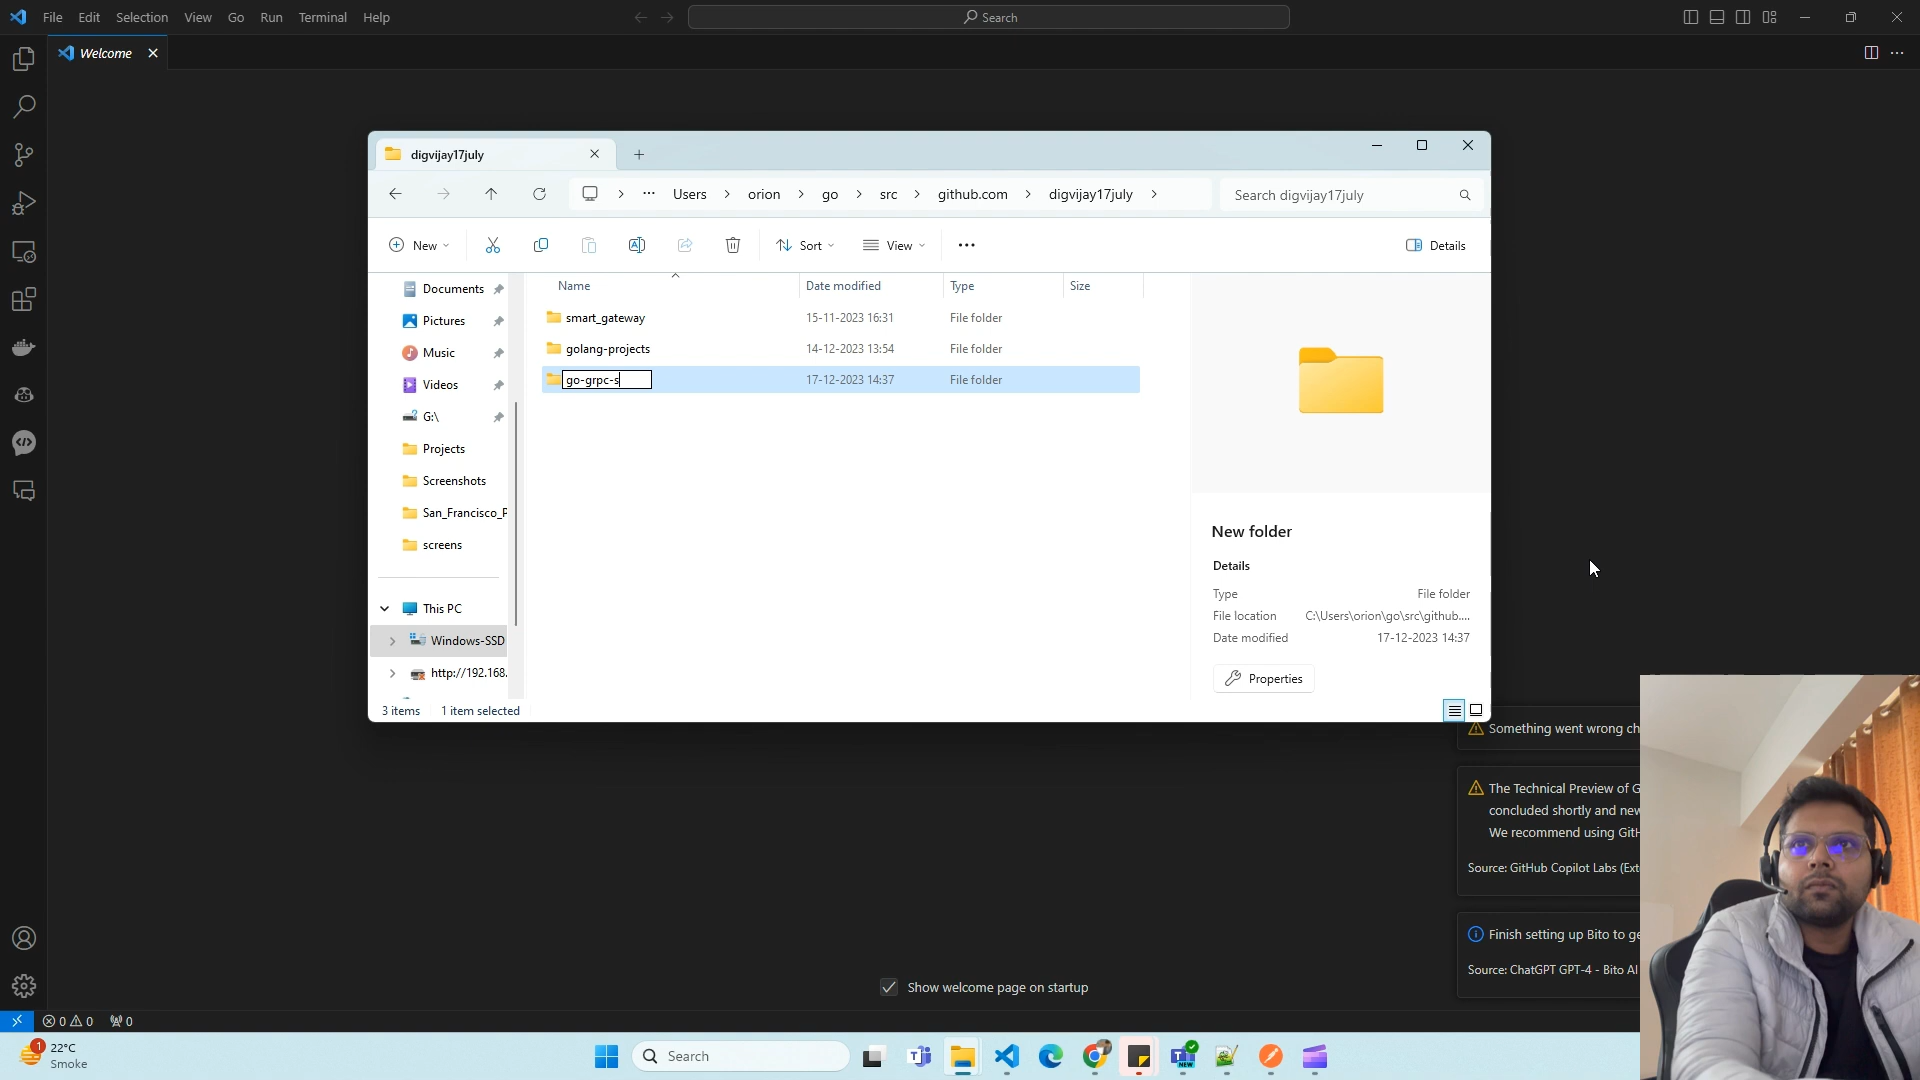 File Edit Selection View Go Run Terminal Help
Search
Welcome
digvijay17july
Users > orion > go > src > github.com > digvijay17july >
Search digvijay17july
New
Sort
View
Details
Documents
Pictures
Music
Videos
G:\
Projects
Screenshots
San_Francisco_P
screens
This PC
Windows-SSD
http://192.168.
Name Date modified Type Size
smart_gateway 15-11-2023 16:31 File folder
golang-projects 14-12-2023 13:54 File folder
go-grpc-s 17-12-2023 14:37 File folder
New folder
Details
Type File folder
File location C:\Users\orion\go\src\github....
Date modified 17-12-2023 14:37
Properties
3 items 1 item selected
Something went wrong ch
The Technical Preview of G
concluded shortly and new
We recommend using GitH
Source: GitHub Copilot Labs (Ext
Finish setting up Bito to ge
Source: ChatGPT GPT-4 - Bito AI
Show welcome page on startup
0 0 0
1
22°C
Smoke
Search
NEW